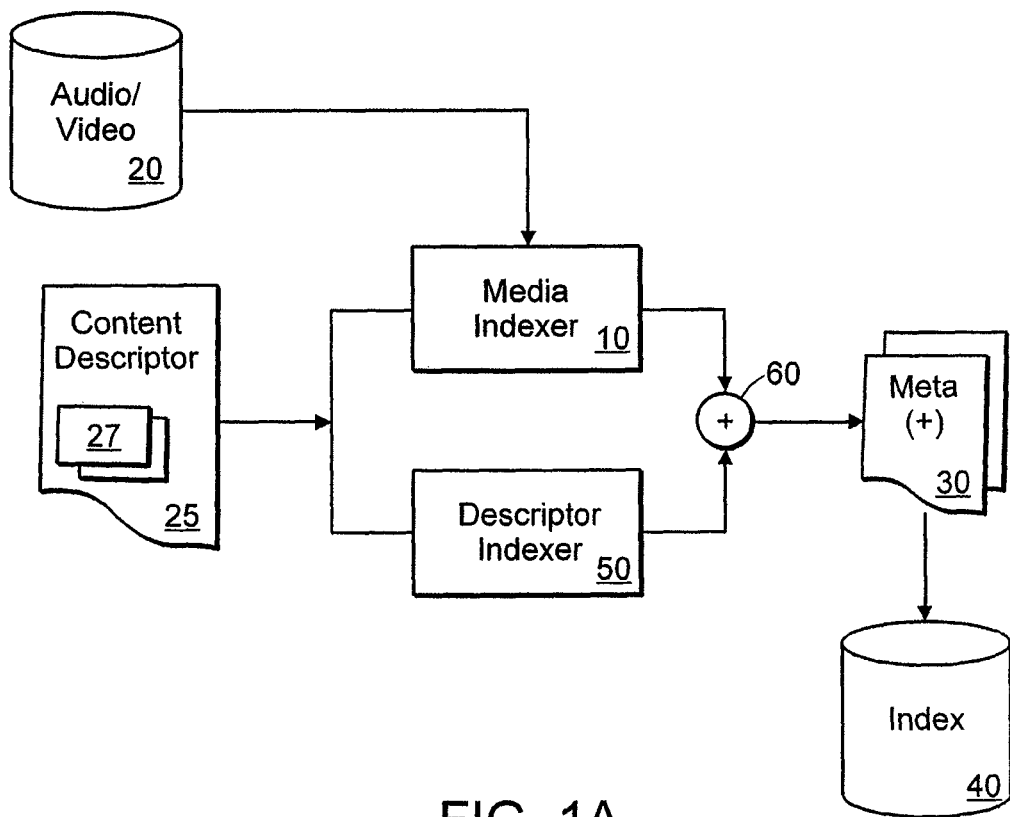 Audio/
Video
20
Content
Descriptor
27
25
Media
Indexer
10
Descriptor
Indexer
50
60
+
Meta
(+)
30
Index
40
FIG. 1A